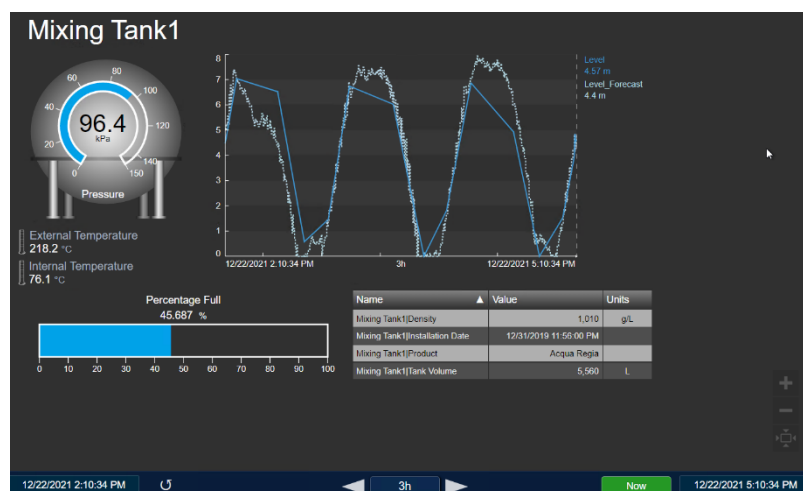 Mixing Tank1
0
20
40
60
80
100
120
140
150
96.4
kPa
Pressure
External Temperature
218.2 °C
Internal Temperature
76.1 °C
8
7
6
5
4
3
2
1
0
12/22/2021 2:10:34 PM 3h 12/22/2021 5:10:34 PM
Level
4.57 m
Level_Forecast
4.4 m
Percentage Full
45.687 %
0 10 20 30 40 50 60 70 80 90 100
Name ▲ Value Units
Mixing Tank1|Density 1,010 g/L
Mixing Tank1|Installation Date 12/31/2019 11:56:00 PM
Mixing Tank1|Product Acqua Regia
Mixing Tank1|Tank Volume 5,560 L
12/22/2021 2:10:34 PM 3h Now 12/22/2021 5:10:34 PM